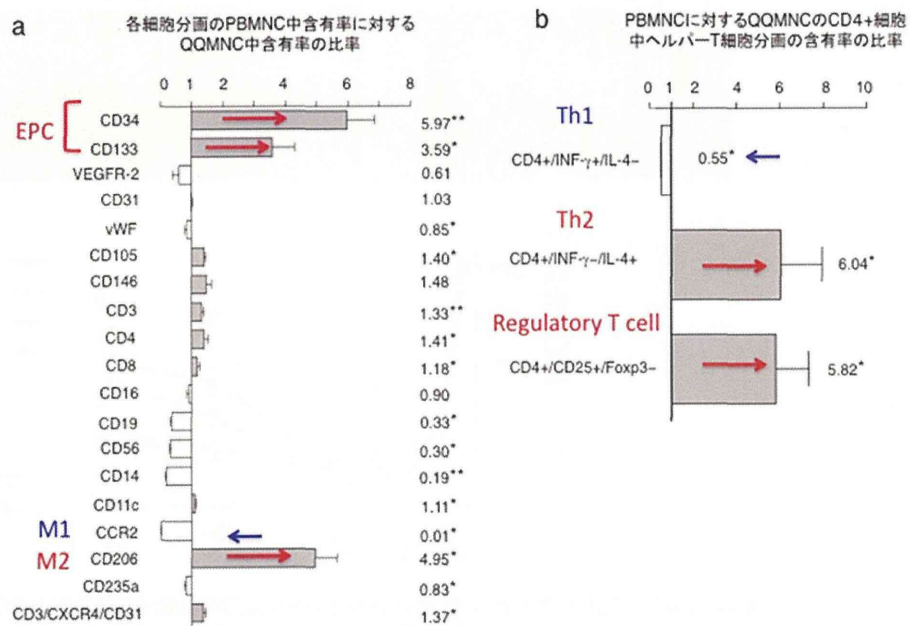 a
各細胞分画のPBMNC中含有率に対する
QQMNC中含有率の比率
0 1 2 4 6 8
EPC
CD34 5.97**
CD133 3.59*
VEGFR-2 0.61
CD31 1.03
vWF 0.85*
CD105 1.40*
CD146 1.48
CD3 1.33**
CD4 1.41*
CD8 1.18*
CD16 0.90
CD19 0.33*
CD56 0.30*
CD14 0.19**
CD11c 1.11*
M1 CCR2 0.01*
M2 CD206 4.95*
CD235a 0.83*
CD3/CXCR4/CD31 1.37*
b
PBMNCに対するQQMNCのCD4+細胞
中ヘルパーT細胞分画の含有率の比率
0 1 2 4 6 8 10
Th1
CD4+/INF-γ+/IL-4− 0.55*
Th2
CD4+/INF-γ−/IL-4+ 6.04*
Regulatory T cell
CD4+/CD25+/Foxp3− 5.82*